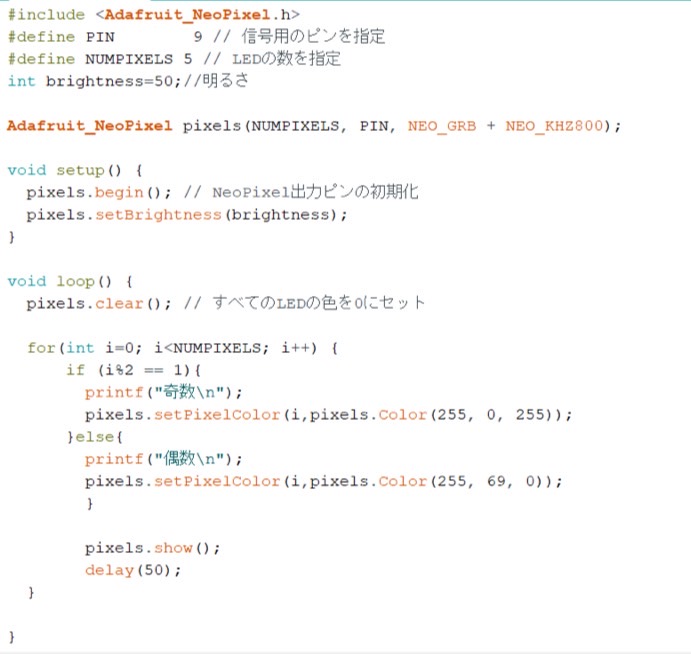 #include <Adafruit_NeoPixel.h>
#define PIN        9 // 信号用のピンを指定
#define NUMPIXELS 5 // LEDの数を指定
int brightness=50;//明るさ
Adafruit_NeoPixel pixels(NUMPIXELS, PIN, NEO_GRB + NEO_KHZ800);
void setup() {
  pixels.begin(); // NeoPixel出力ピンの初期化
  pixels.setBrightness(brightness);
}
void loop() {
  pixels.clear(); // すべてのLEDの色を0にセット
  for(int i=0; i<NUMPIXELS; i++) {
      if (i%2 == 1){
        printf("奇数\n");
        pixels.setPixelColor(i,pixels.Color(255, 0, 255));
      }else{
        printf("偶数\n");
        pixels.setPixelColor(i,pixels.Color(255, 69, 0));
        }
        pixels.show();
        delay(50);
  }
}